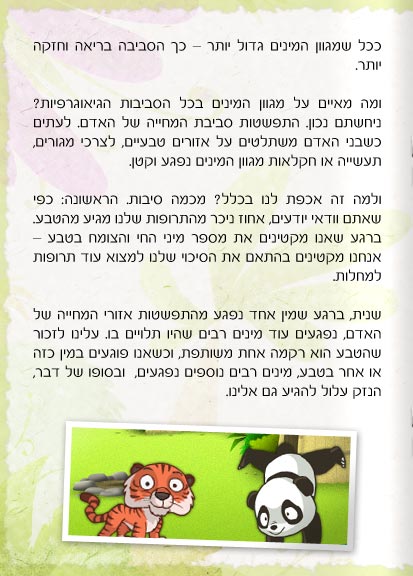 ככל שמגוון המינים גדול יותר – כך הסביבה בריאה וחזקה
יותר.
ומה מאיים על מגוון המינים בכל הסביבות הגיאוגרפיות?
ניחשתם נכון. התפשטות סביבת המחייה של האדם. לעתים
כשבני האדם משתלטים על אזורים טבעיים, לצרכי מגורים,
תעשייה או חקלאות מגוון המינים נפגע וקטן.
ולמה זה אכפת לנו בכלל? מכמה סיבות. הראשונה: כפי
שאתם וודאי יודעים, אחוז ניכר מהתרופות שלנו מגיע מהטבע.
ברגע שאנו מקטינים את מספר מיני החי והצומח בטבע –
אנחנו מקטינים בהתאם את הסיכוי שלנו למצוא עוד תרופות
למחלות.
שנית, ברגע שמין אחד נפגע מהתפשטות אזורי המחייה של
האדם, נפגעים עוד מינים רבים שהיו תלויים בו. עלינו לזכור
שהטבע הוא רקמה אחת משותפת, וכשאנו פוגעים במין כזה
או אחר בטבע, מינים רבים נוספים נפגעים, ובסופו של דבר,
הנזק עלול להגיע גם אלינו.